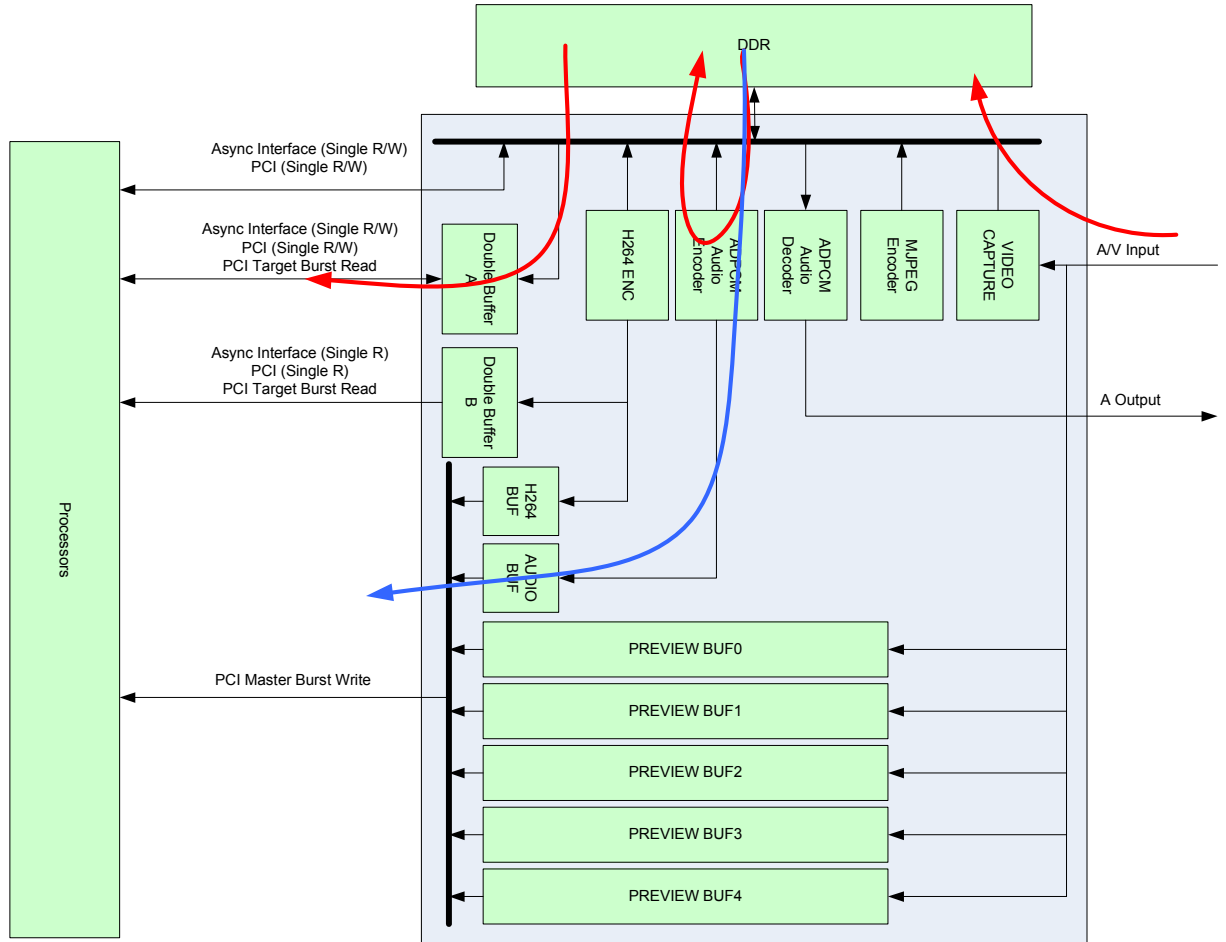 DDR
Async Interface (Single R/W)
PCI (Single R/W)
Async Interface (Single R/W)
PCI (Single R/W)
PCI Target Burst Read
Double Buffer
A
H264 ENC
ADPCM
Audio
Encoder
ADPCM
Audio
Decoder
MJPEG
Encoder
VIDEO
CAPTURE
A/V Input
Async Interface (Single R)
PCI (Single R)
PCI Target Burst Read
Double Buffer
B
A Output
Processors
H264
BUF
AUDIO
BUF
PREVIEW BUF0
PCI Master Burst Write
PREVIEW BUF1
PREVIEW BUF2
PREVIEW BUF3
PREVIEW BUF4